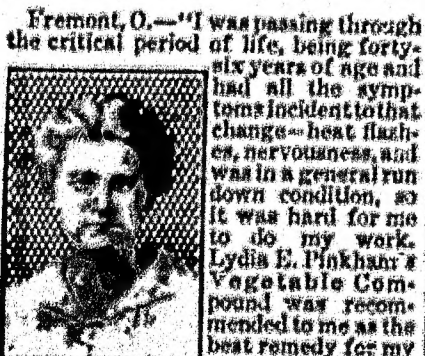 Fremont, O.—"I was passing through
the critical period of life, being forty-
six years of age and
had all the symp-
toms incident to that
change—heat flash-
es, nervousness, and
was in a general run
down condition, so
it was hard for me
to do my work.
Lydia E. Pinkham's
Vegetable Com-
pound was recom-
mended to me as the
best remedy for my